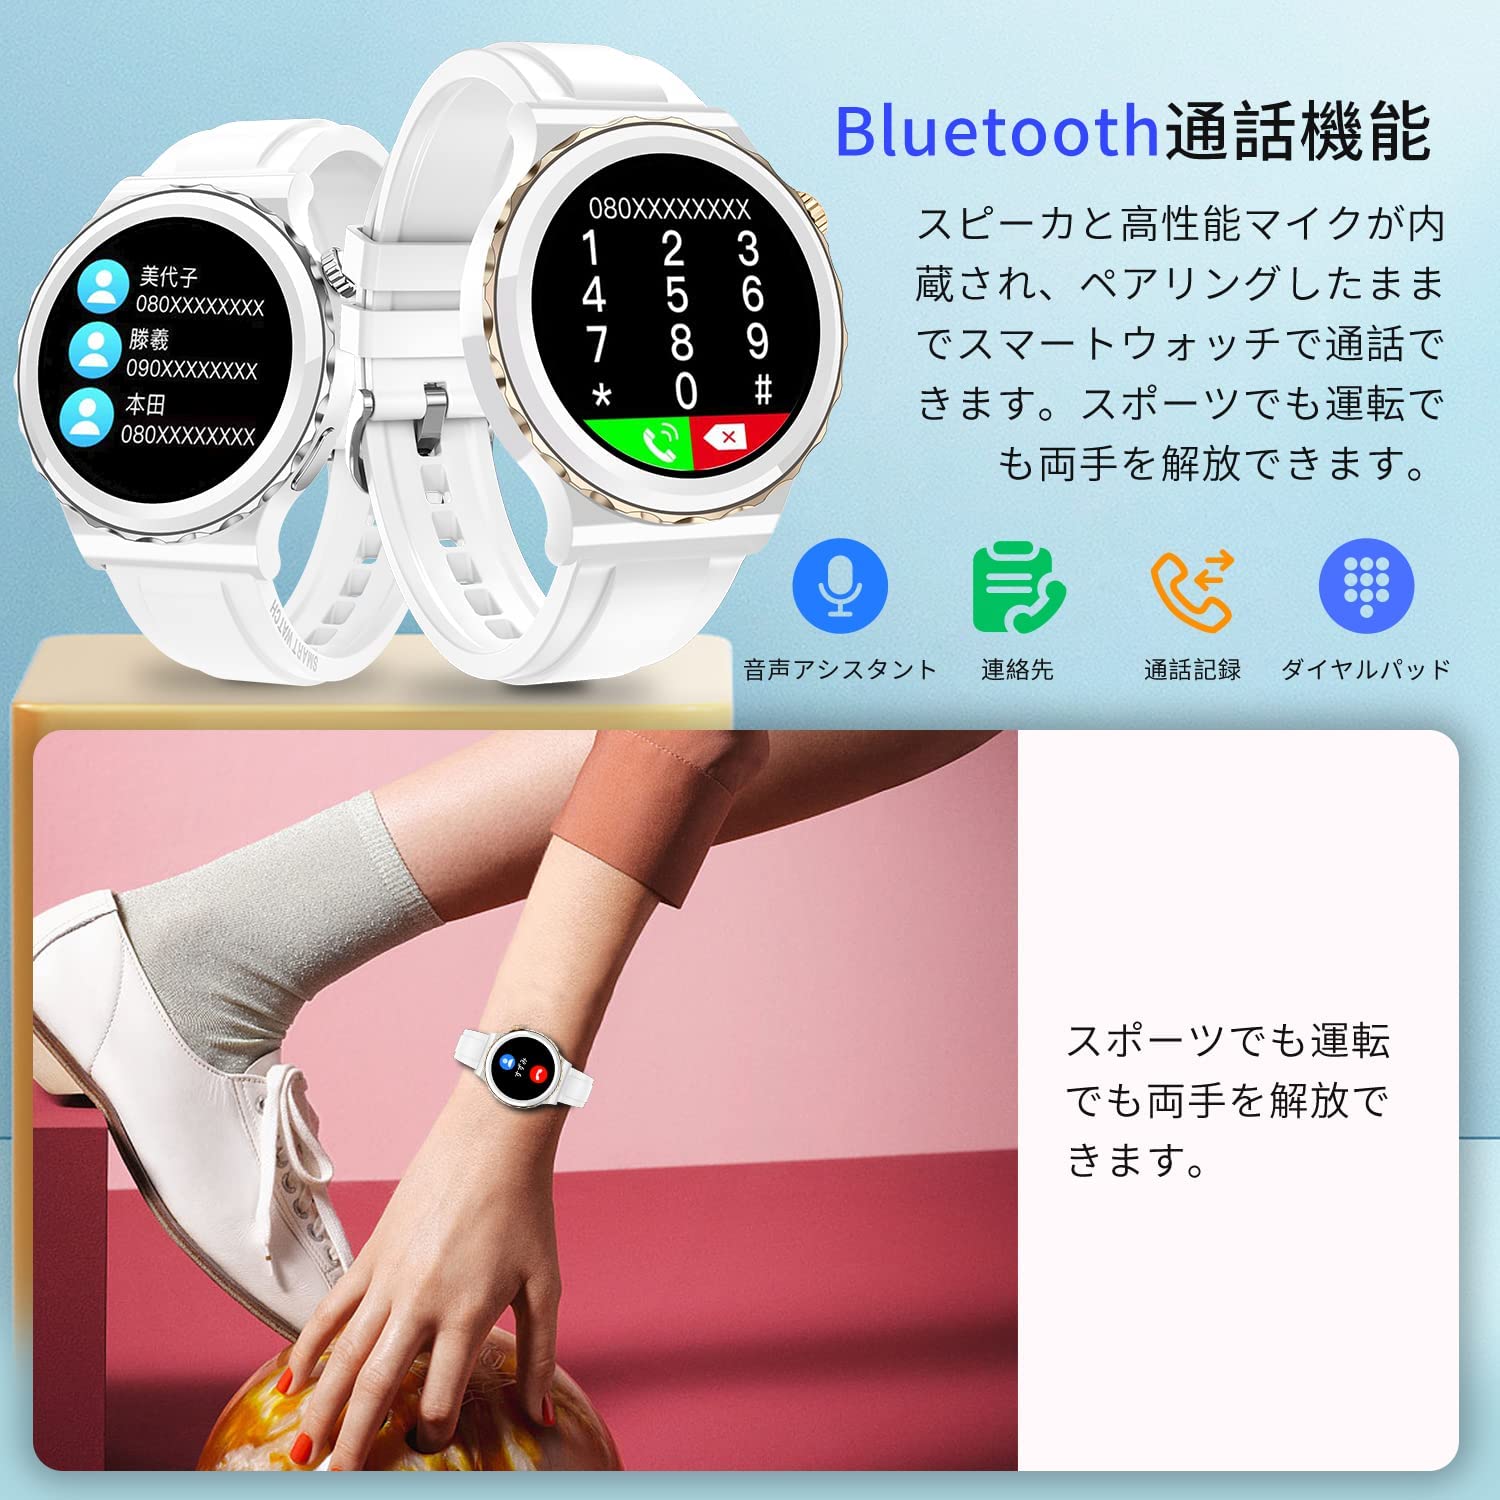 Bluetooth通話機能
スピーカと高性能マイクが内
蔵され、ペアリングしたまま
でスマートウォッチで通話で
きます。スポーツでも運転で
も両手を解放できます。
美代子
080XXXXXXXX
滕羲
090XXXXXXXX
本田
080XXXXXXXX
080XXXXXXXX
1 2 3
4 5 6
7 8 9
* 0 #
SMART WATCH
音声アシスタント 連絡先 通話記録 ダイヤルパッド
スポーツでも運転
でも両手を解放で
きます。